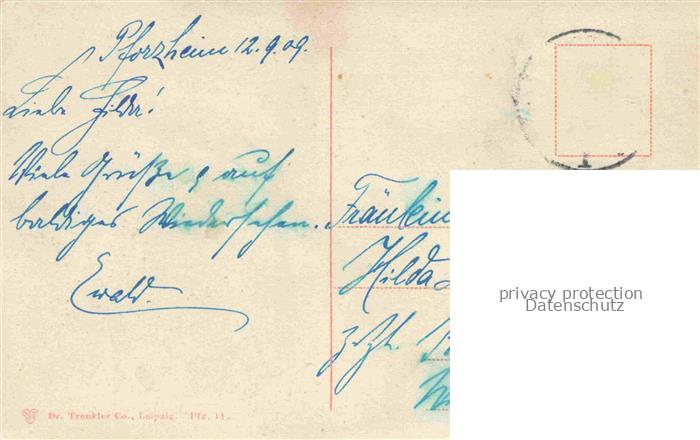 Pforzheim 12.9.09.
Liebe Hilda!
Viele Grüße & auf
baldiges Wiedersehen.
Ewald.
Fräulein
Hilda
z. Zt.
privacy protection
Datenschutz
Dr. Trenkler Co., Leipzig. Pfg. 11.